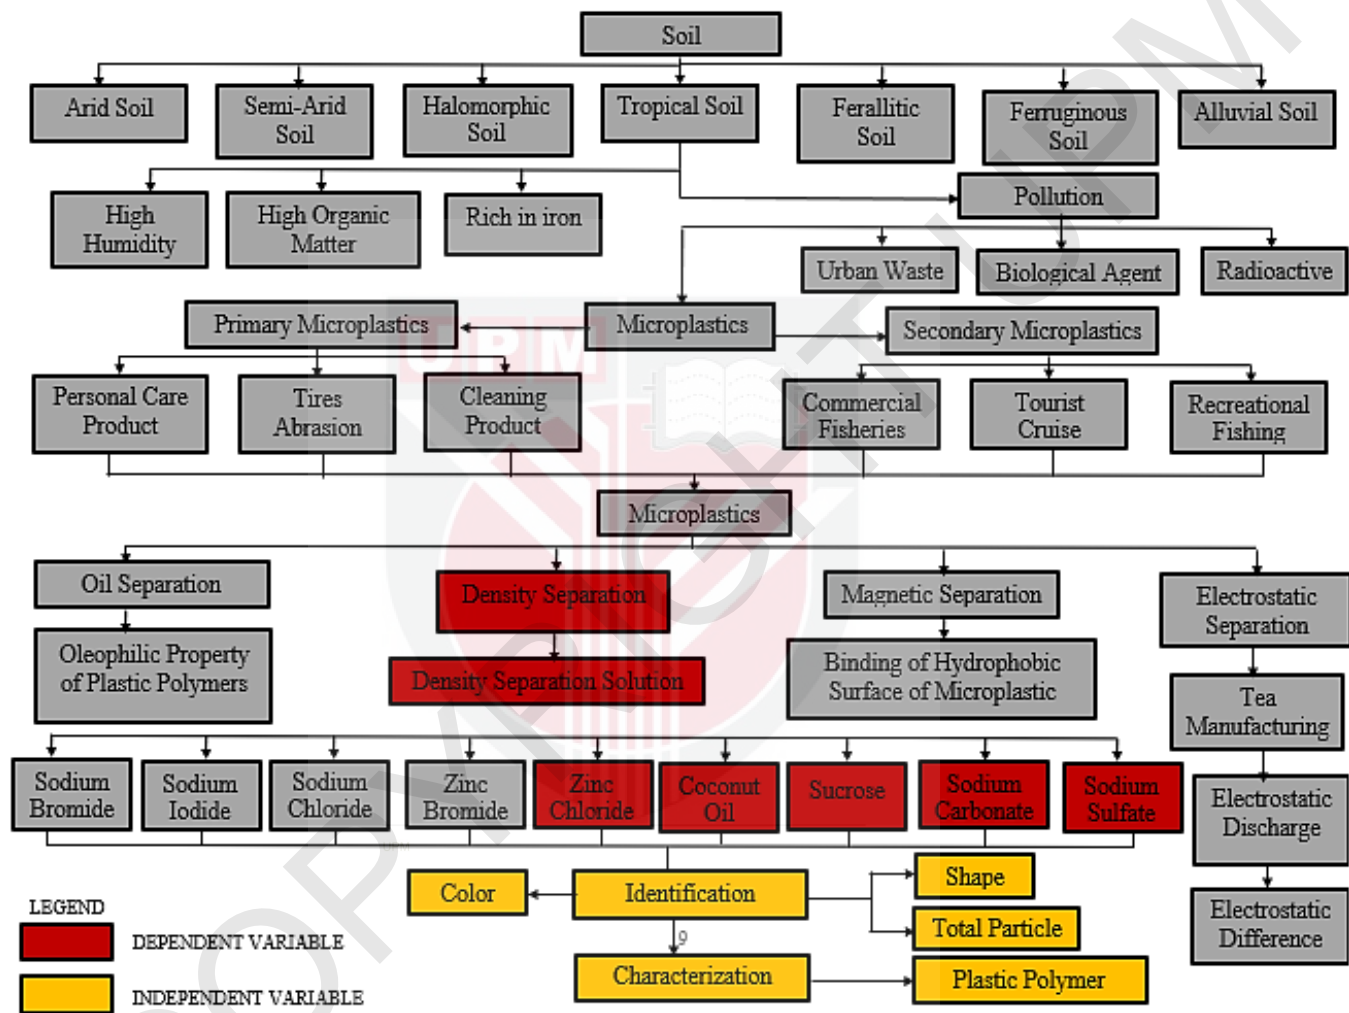 Soil
Arid Soil
Semi-Arid
Soil
Halomorphic
Soil
Tropical Soil
Ferallitic
Soil
Ferruginous
Soil
Alluvial Soil
High
Humidity
High Organic
Matter
Rich in iron
Pollution
Urban Waste
Biological Agent
Radioactive
Primary Microplastics
Microplastics
Secondary Microplastics
UPM
Personal Care
Product
Tires
Abrasion
Cleaning
Product
Commercial
Fisheries
Tourist
Cruise
Recreational
Fishing
Microplastics
Oil Separation
Density Separation
Magnetic Separation
Electrostatic
Separation
Oleophilic Property
of Plastic Polymers
Density Separation Solution
Binding of Hydrophobic
Surface of Microplastic
Tea
Manufacturing
Sodium
Bromide
Sodium
Iodide
Sodium
Chloride
Zinc
Bromide
Zinc
Chloride
Coconut
Oil
Sucrose
Sodium
Carbonate
Sodium
Sulfate
Electrostatic
Discharge
Color
Identification
Shape
Total Particle
Electrostatic
Difference
9
Characterization
Plastic Polymer
LEGEND
DEPENDENT VARIABLE
INDEPENDENT VARIABLE
COPYRIGHT UPM